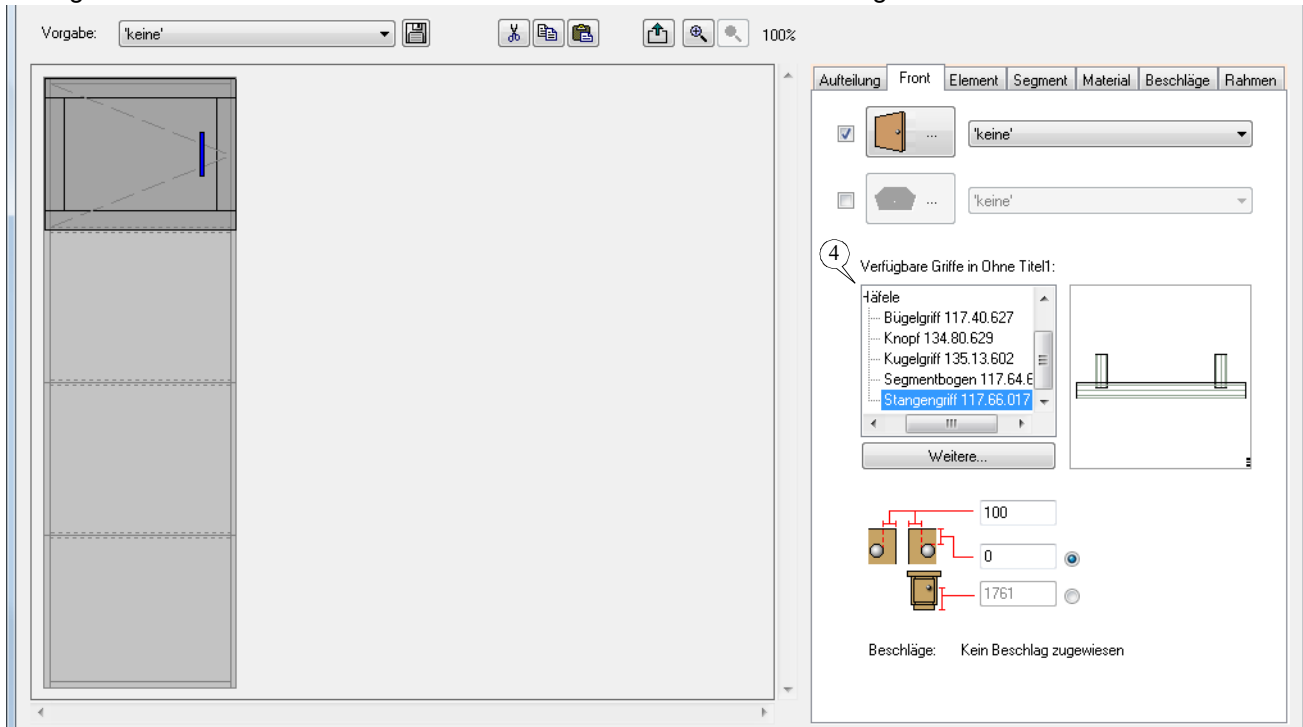 Vorgabe: 'keine' 100%
Aufteilung Front Element Segment Material Beschläge Rahmen
... 'keine'
... 'keine'
4
Verfügbare Griffe in Ohne Titel1:
Häfele
Bügelgriff 117.40.627
Knopf 134.80.629
Kugelgriff 135.13.602
Segmentbogen 117.64.6
Stangengriff 117.66.017
Weitere...
100
0
1761
Beschläge: Kein Beschlag zugewiesen